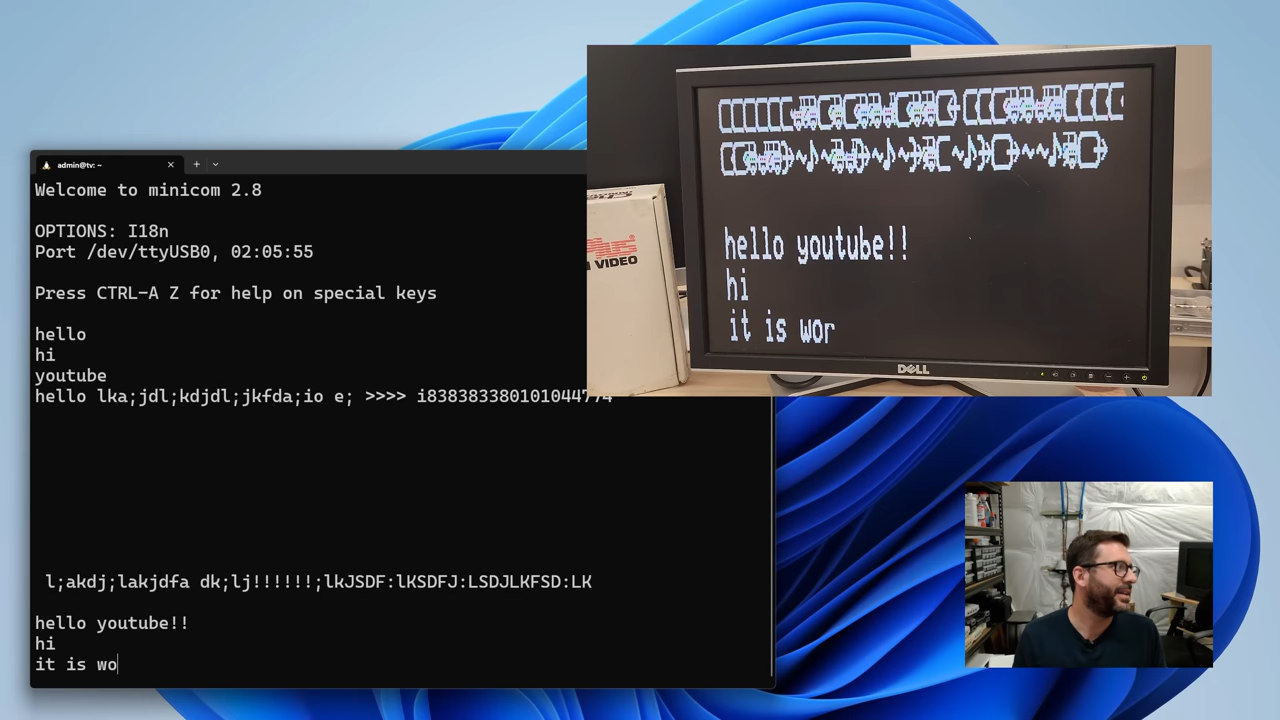 admin@tv: ~
Welcome to minicom 2.8
OPTIONS: I18n
Port /dev/ttyUSB0, 02:05:55
Press CTRL-A Z for help on special keys
hello
hi
youtube
hello lka;jdl;kdjdl;jkfda;io e; >>>> i8383833801010447
l;akdj;lakjdfa dk;lj!!!!!!;lkJSDF:lKSDFJ:LSDJLKFSD:LK
hello youtube!!
hi
it is wo
hello youtube!!
hi
it is wor
DELL
Plus
VIDEO